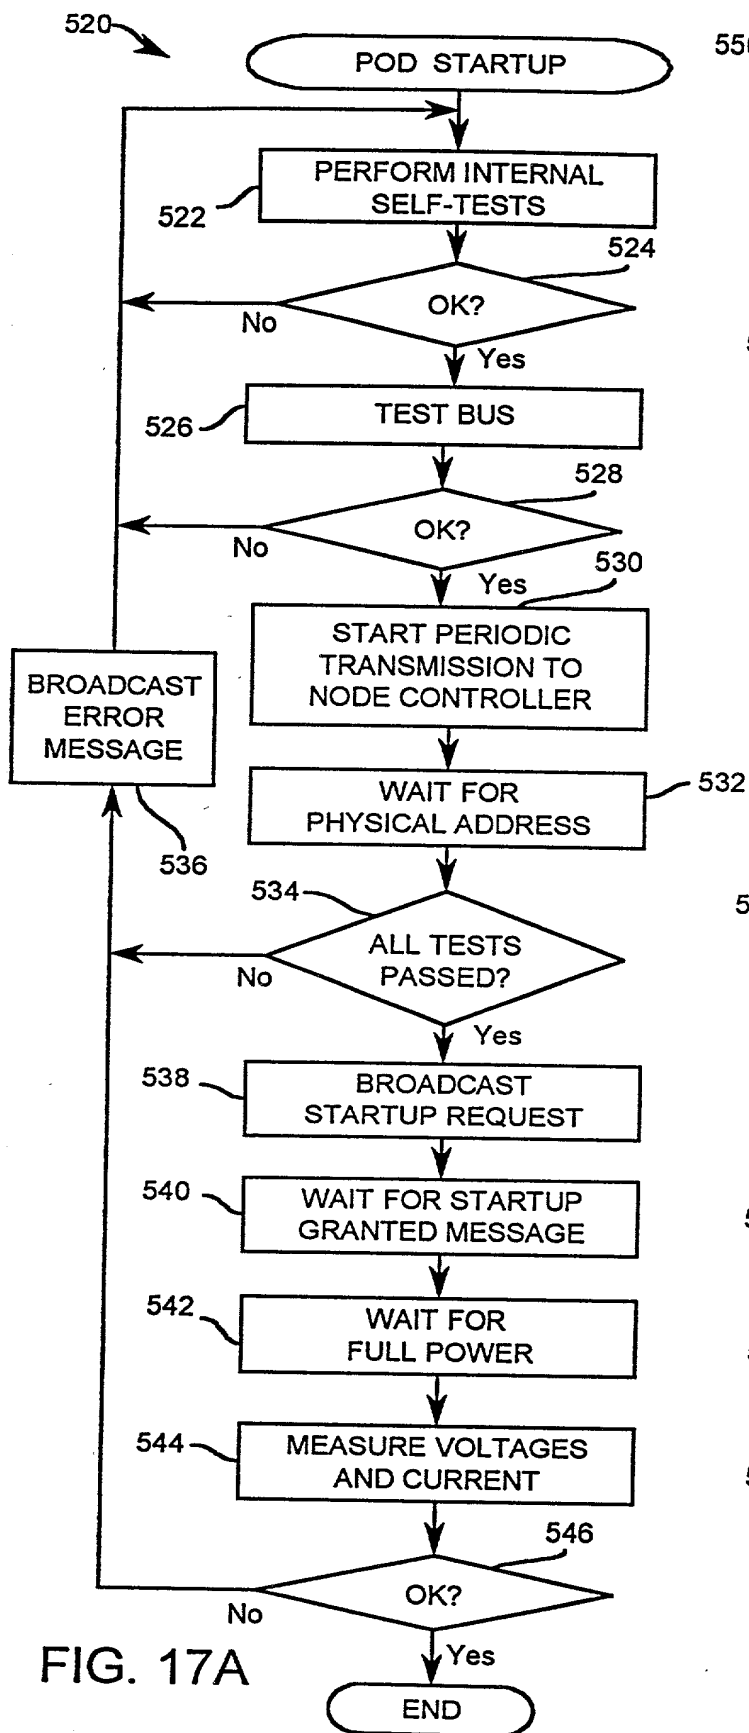 520
POD STARTUP
PERFORM INTERNAL
SELF-TESTS
522
524
OK?
No
Yes
TEST BUS
526
528
OK?
No
Yes
530
START PERIODIC
TRANSMISSION TO
NODE CONTROLLER
BROADCAST
ERROR
MESSAGE
536
WAIT FOR
PHYSICAL ADDRESS
532
534
ALL TESTS
PASSED?
No
Yes
538
BROADCAST
STARTUP REQUEST
540
WAIT FOR STARTUP
GRANTED MESSAGE
542
WAIT FOR
FULL POWER
544
MEASURE VOLTAGES
AND CURRENT
546
OK?
No
Yes
END
FIG. 17A